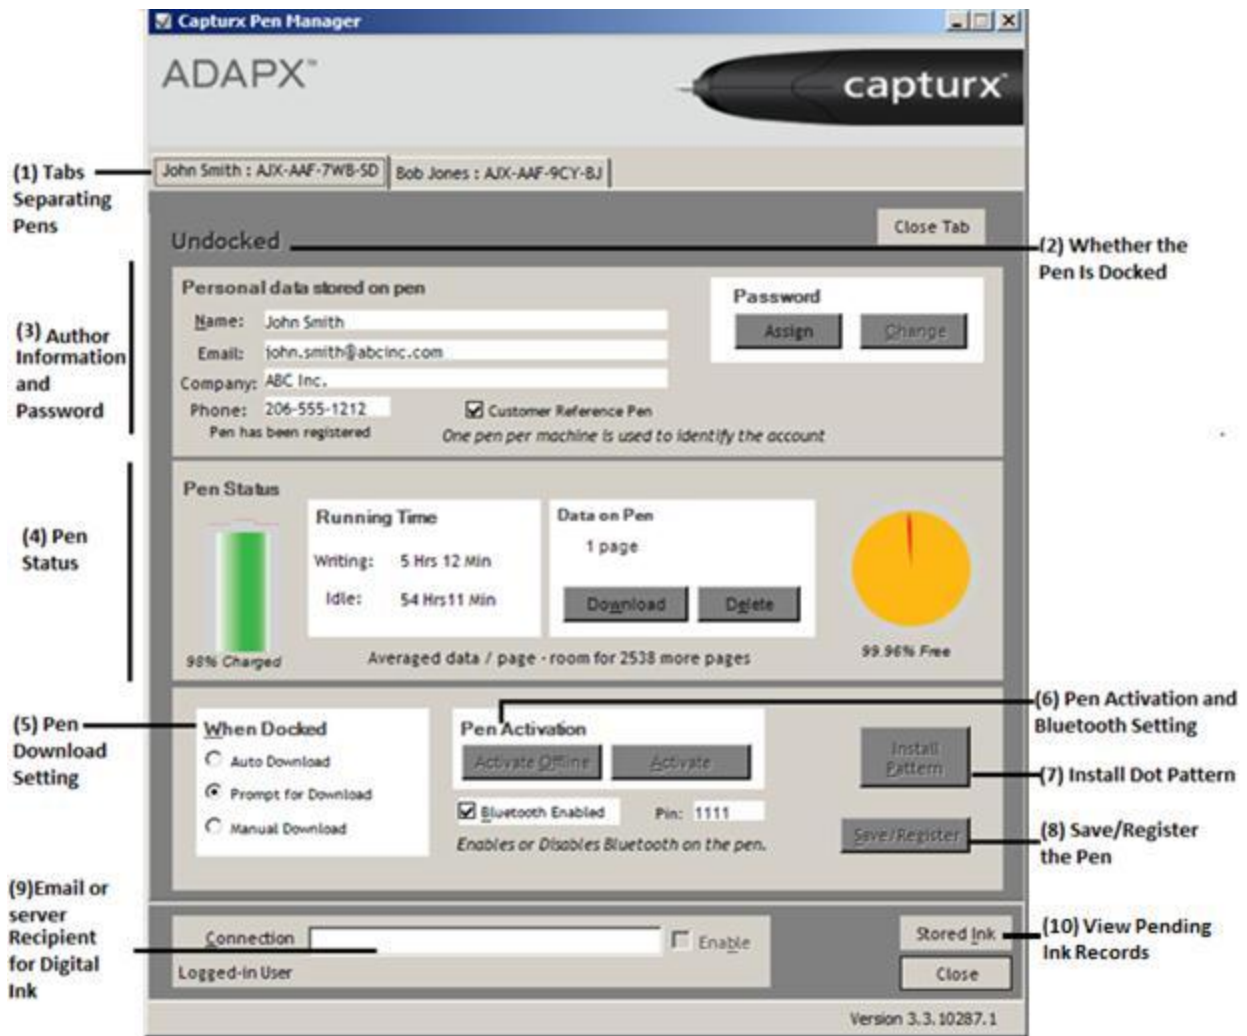 Capturx Pen Manager
ADAPX™
capturx™
(1) Tabs Separating Pens
John Smith : AJX-AAF-7WB-SD
Bob Jones : AJX-AAF-9CY-BJ
Close Tab
Undocked
(2) Whether the
Pen Is Docked
(3) Author
Information
and
Password
Personal data stored on pen
Name: John Smith
Email: john.smith@abcinc.com
Company: ABC Inc.
Phone: 206-555-1212
Pen has been registered
Password
Assign Change
Customer Reference Pen
One pen per machine is used to identify the account
(4) Pen
Status
Pen Status
98% Charged
Running Time
Writing: 5 Hrs 12 Min
Idle: 54 Hrs11 Min
Data on Pen
1 page
Download Delete
99.96% Free
Averaged data / page - room for 2538 more pages
(5) Pen
Download
Setting
When Docked
Auto Download
Prompt for Download
Manual Download
Pen Activation
Activate Offline Activate
Bluetooth Enabled Pin: 1111
Enables or Disables Bluetooth on the pen.
Install
Pattern
Save/Register
(6) Pen Activation and
Bluetooth Setting
(7) Install Dot Pattern
(8) Save/Register
the Pen
(9)Email or
server
Recipient
for Digital
Ink
Connection Enable
Logged-in User
Stored Ink
Close
(10) View Pending
Ink Records
Version 3.3.10287.1